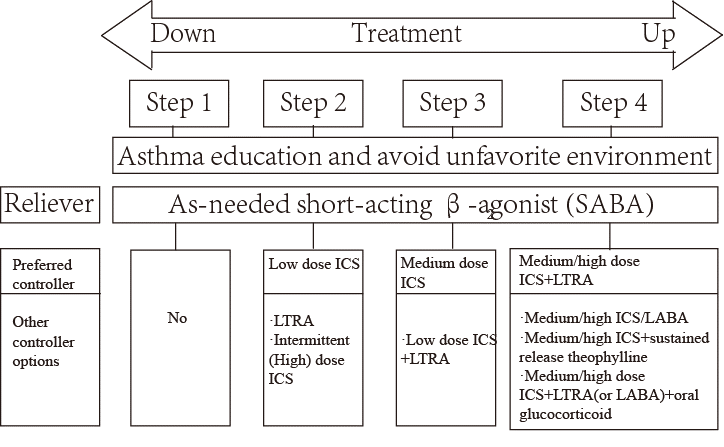 Down Treatment Up
Step 1 Step 2 Step 3 Step 4
Asthma education and avoid unfavorite environment
Reliever
As-needed short-acting β2-agonist (SABA)
Preferred
controller
Other
controller
options
No
Low dose ICS
·LTRA
·Intermittent
(High) dose
ICS
Medium dose
ICS
·Low dose ICS
+LTRA
Medium/high dose
ICS+LTRA
·Medium/high ICS/LABA
·Medium/high ICS+sustained
release theophylline
·Medium/high dose
ICS+LTRA(or LABA)+oral
glucocorticoid